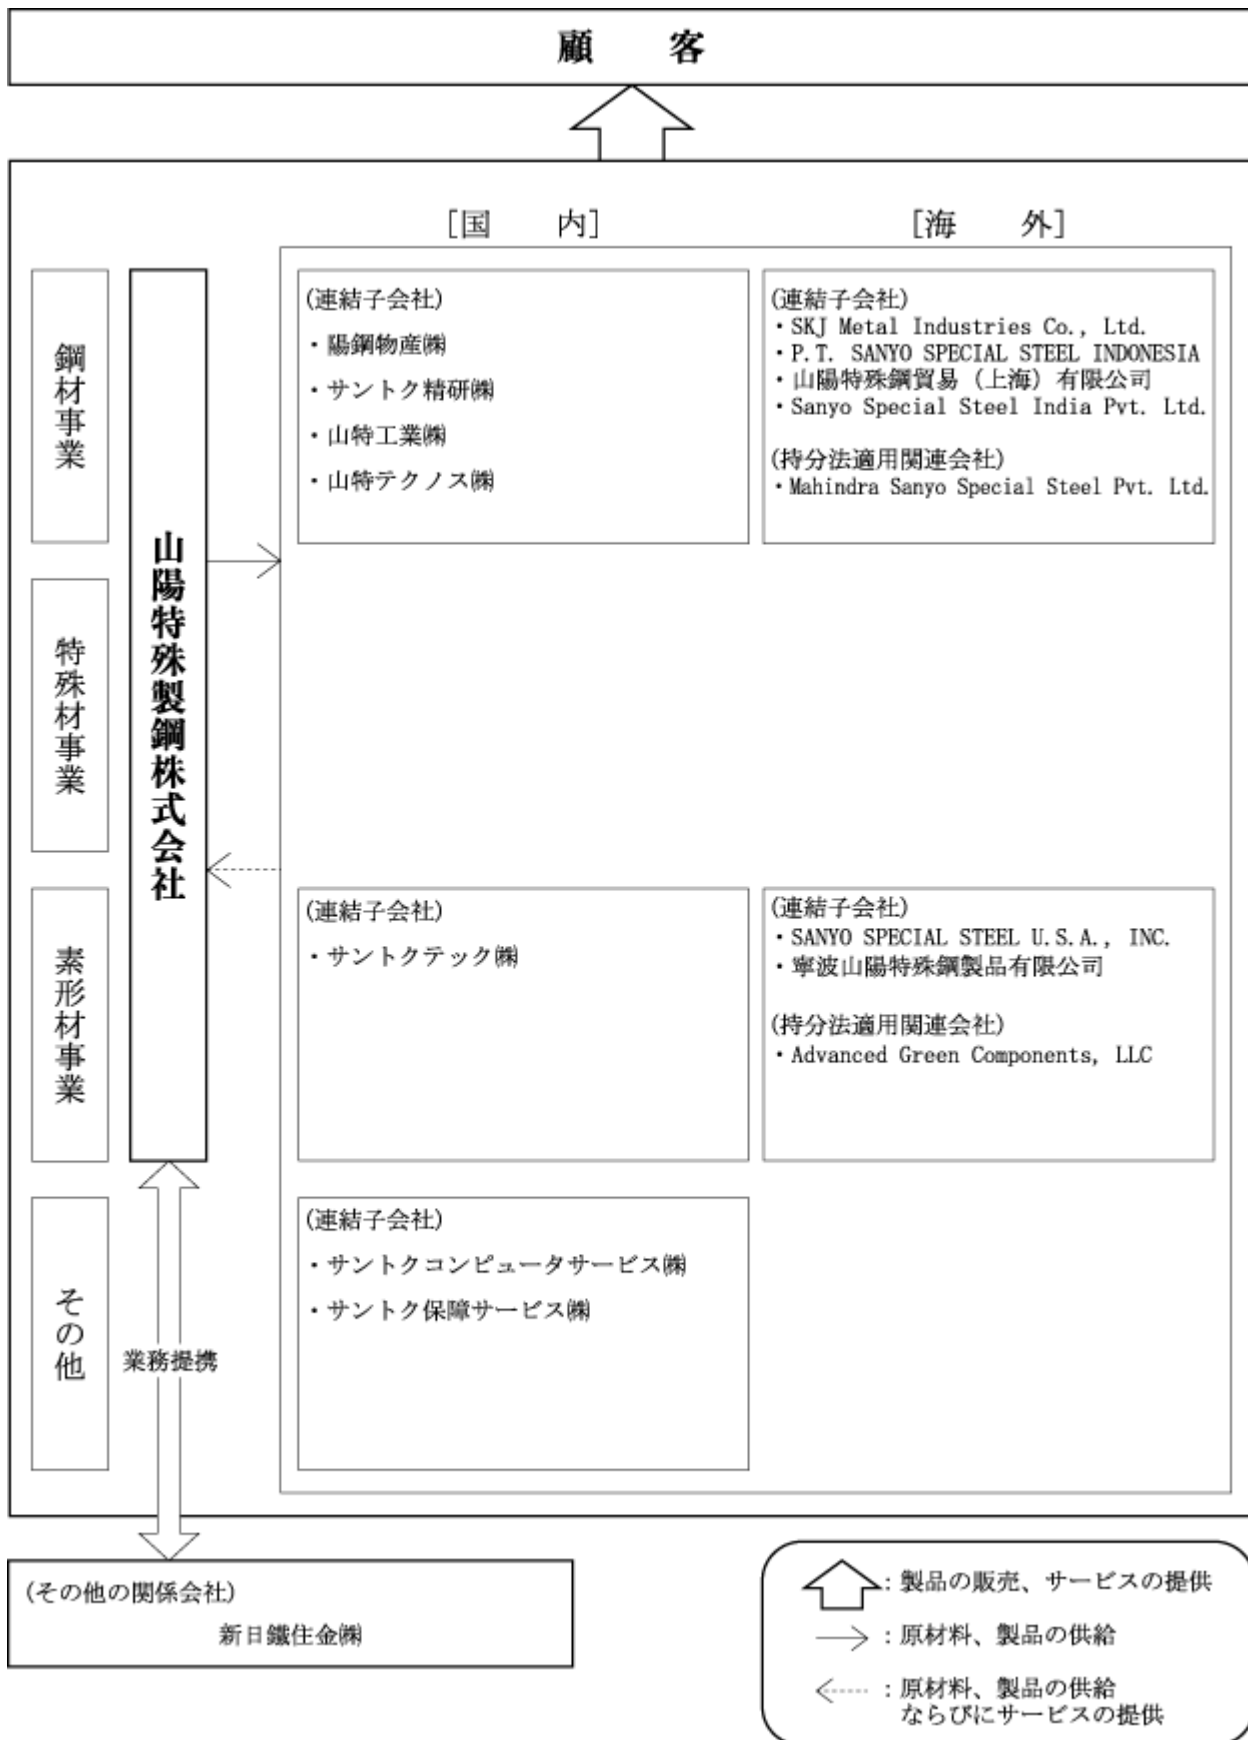 顧　客
[国　内]
[海　外]
鋼材事業
特殊材事業
素形材事業
その他
山陽特殊製鋼株式会社
(連結子会社)
・陽鋼物産㈱
・サントク精研㈱
・山特工業㈱
・山特テクノス㈱
(連結子会社)
・SKJ Metal Industries Co., Ltd.
・P.T. SANYO SPECIAL STEEL INDONESIA
・山陽特殊鋼貿易（上海）有限公司
・Sanyo Special Steel India Pvt. Ltd.
(持分法適用関連会社)
・Mahindra Sanyo Special Steel Pvt. Ltd.
(連結子会社)
・サントクテック㈱
(連結子会社)
・SANYO SPECIAL STEEL U.S.A., INC.
・寧波山陽特殊鋼製品有限公司
(持分法適用関連会社)
・Advanced Green Components, LLC
(連結子会社)
・サントクコンピュータサービス㈱
・サントク保障サービス㈱
業務提携
(その他の関係会社)
新日鐵住金㈱
：製品の販売、サービスの提供
：原材料、製品の供給
：原材料、製品の供給
ならびにサービスの提供